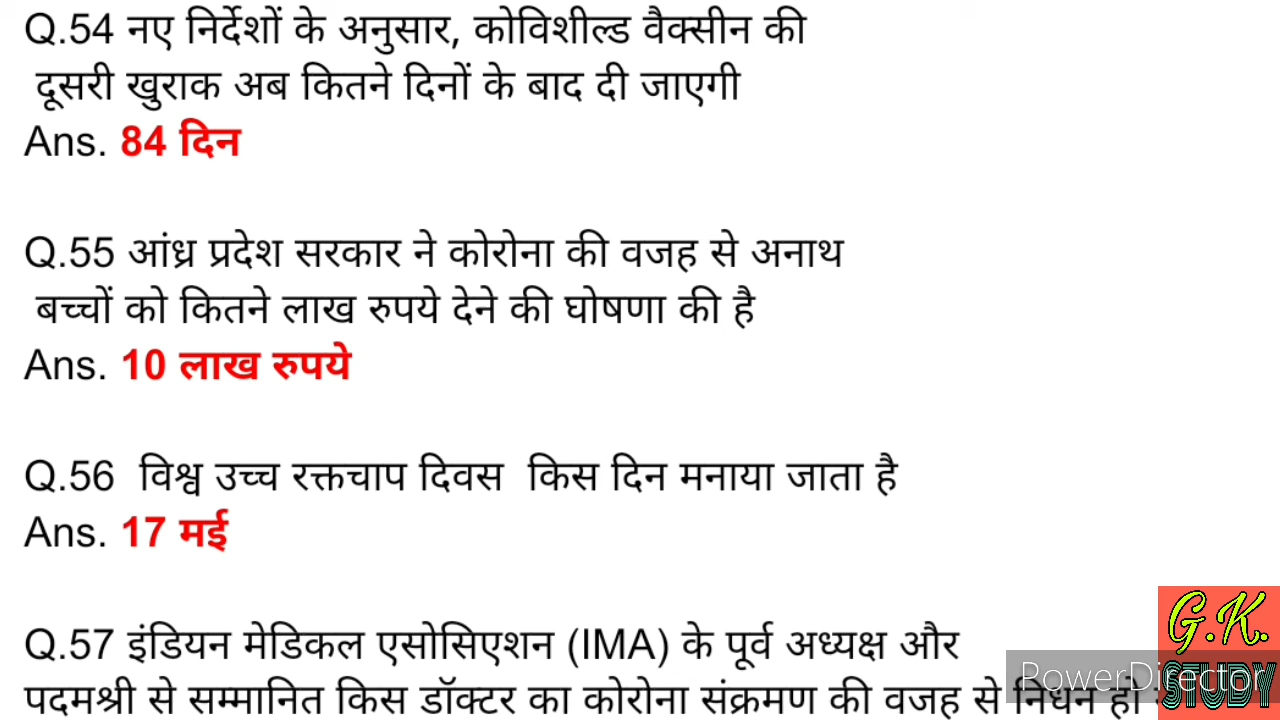 Q.54 नए निर्देशों के अनुसार, कोविशील्ड वैक्सीन की
दूसरी खुराक अब कितने दिनों के बाद दी जाएगी
Ans. 84 दिन
Q.55 आंध्र प्रदेश सरकार ने कोरोना की वजह से अनाथ
बच्चों को कितने लाख रुपये देने की घोषणा की है
Ans. 10 लाख रुपये
Q.56 विश्व उच्च रक्तचाप दिवस किस दिन मनाया जाता है
Ans. 17 मई
Q.57 इंडियन मेडिकल एसोसिएशन (IMA) के पूर्व अध्यक्ष और
पदमश्री से सम्मानित किस डॉक्टर का कोरोना संक्रमण की वजह से निधन हो
PowerDirector
G.K.
STUDY